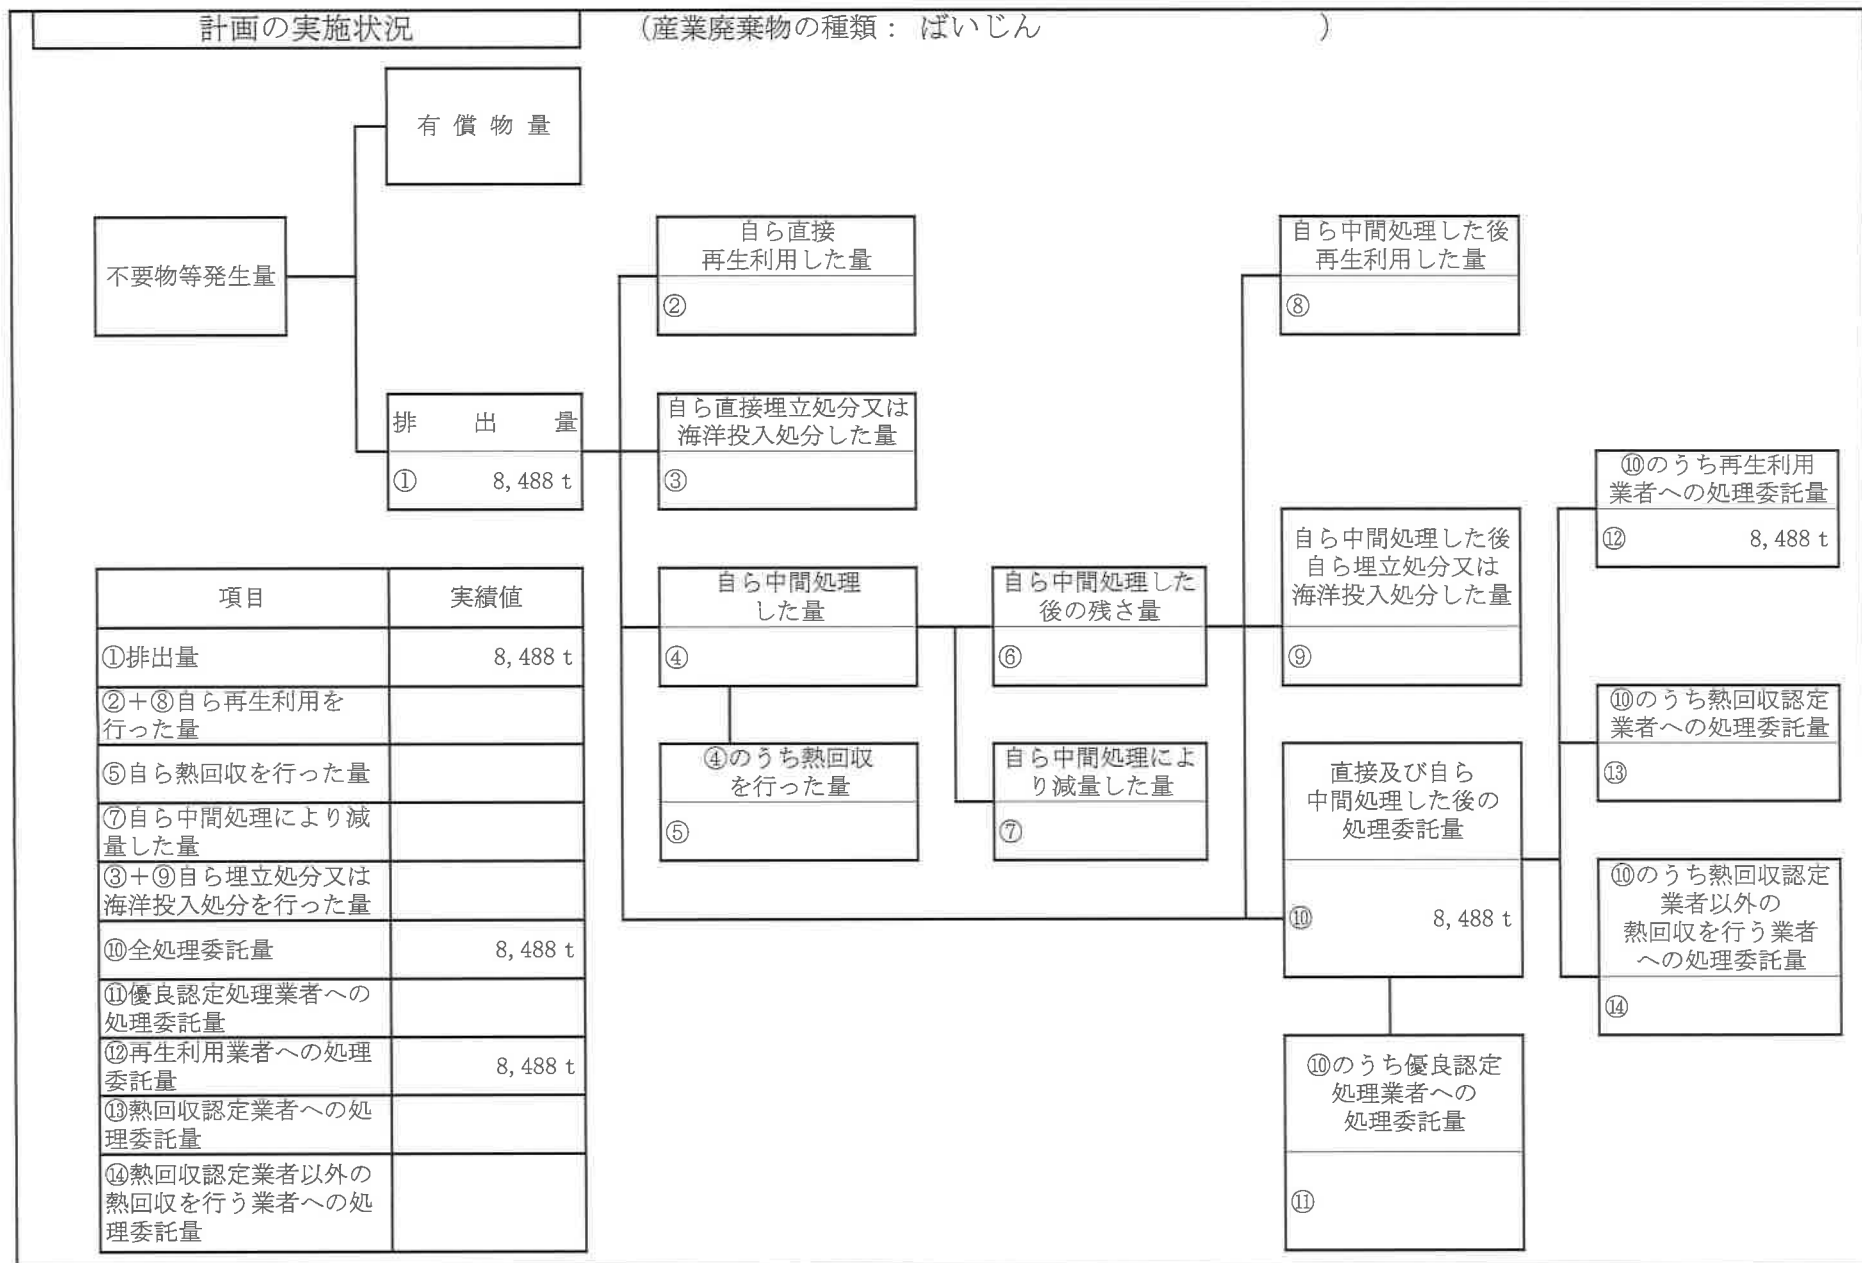 計画の実施状況
(産業廃棄物の種類： ばいじん )
有 償 物 量
不要物等発生量
排 出 量
① 8,488 t
自ら直接
再生利用した量
②
自ら直接埋立処分又は
海洋投入処分した量
③
自ら中間処理
した量
④
④のうち熱回収
を行った量
⑤
自ら中間処理した
後の残さ量
⑥
自ら中間処理によ
り減量した量
⑦
自ら中間処理した後
再生利用した量
⑧
自ら中間処理した後
自ら埋立処分又は
海洋投入処分した量
⑨
直接及び自ら
中間処理した後の
処理委託量
⑩ 8,488 t
⑩のうち優良認定
処理業者への
処理委託量
⑪
⑩のうち再生利用
業者への処理委託量
⑫ 8,488 t
⑩のうち熱回収認定
業者への処理委託量
⑬
⑩のうち熱回収認定
業者以外の
熱回収を行う業者
への処理委託量
⑭
項目 実績値
①排出量 8,488 t
②＋⑧自ら再生利用を
行った量
⑤自ら熱回収を行った量
⑦自ら中間処理により減
量した量
③＋⑨自ら埋立処分又は
海洋投入処分を行った量
⑩全処理委託量 8,488 t
⑪優良認定処理業者への
処理委託量
⑫再生利用業者への処理
委託量 8,488 t
⑬熱回収認定業者への処
理委託量
⑭熱回収認定業者以外の
熱回収を行う業者への処
理委託量